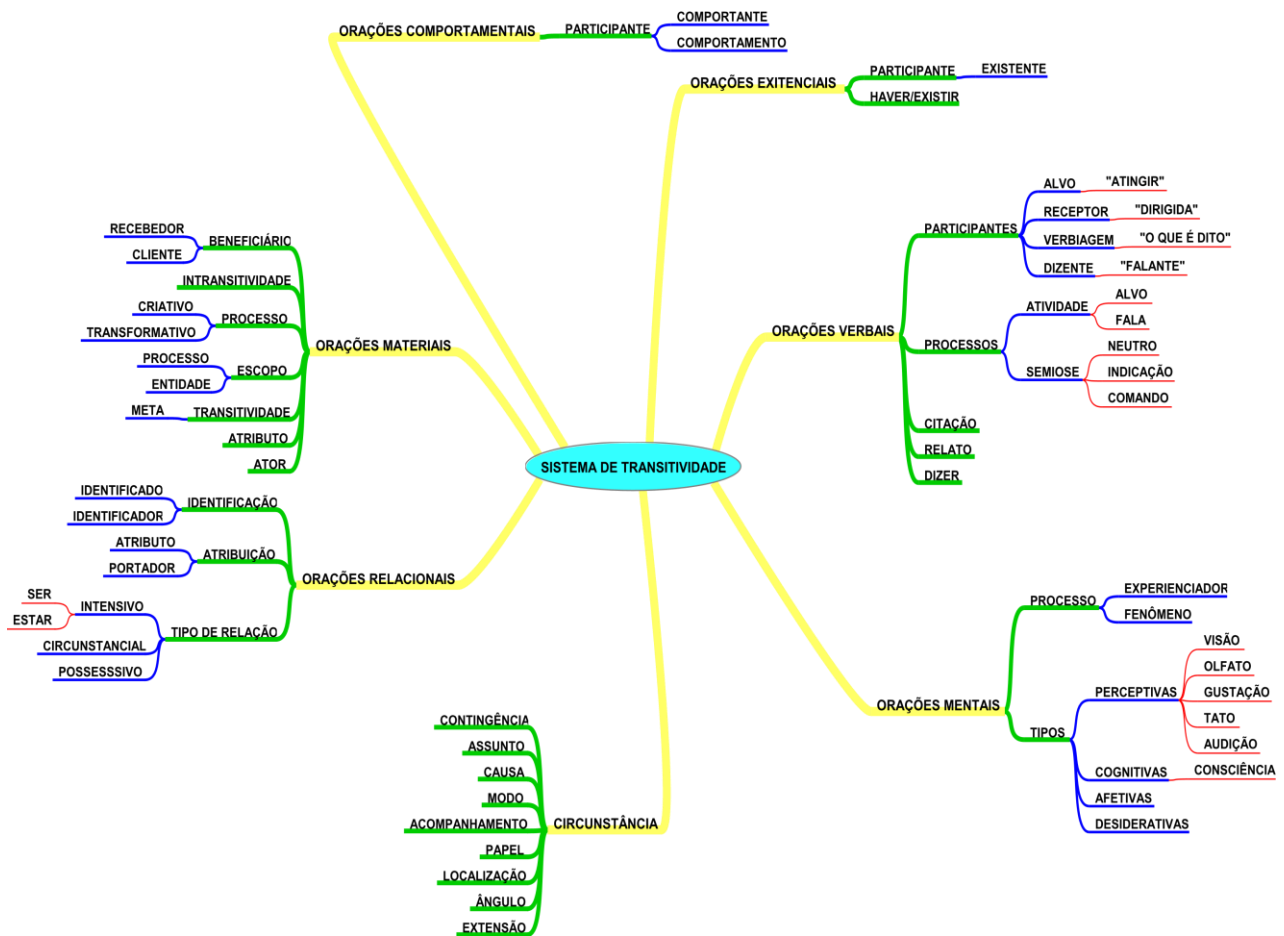 ORAÇÕES COMPORTAMENTAIS
PARTICIPANTE
COMPORTANTE
COMPORTAMENTO
ORAÇÕES EXITENCIAIS
PARTICIPANTE
EXISTENTE
HAVER/EXISTIR
ORAÇÕES VERBAIS
PARTICIPANTES
ALVO
"ATINGIR"
RECEPTOR
"DIRIGIDA"
VERBIAGEM
"O QUE É DITO"
DIZENTE
"FALANTE"
PROCESSOS
ATIVIDADE
ALVO
FALA
SEMIOSE
NEUTRO
INDICAÇÃO
COMANDO
CITAÇÃO
RELATO
DIZER
ORAÇÕES MATERIAIS
BENEFICIÁRIO
RECEBEDOR
CLIENTE
INTRANSITIVIDADE
PROCESSO
CRIATIVO
TRANSFORMATIVO
ESCOPO
PROCESSO
ENTIDADE
TRANSITIVIDADE
META
ATRIBUTO
ATOR
SISTEMA DE TRANSITIVIDADE
ORAÇÕES RELACIONAIS
IDENTIFICAÇÃO
IDENTIFICADO
IDENTIFICADOR
ATRIBUIÇÃO
ATRIBUTO
PORTADOR
TIPO DE RELAÇÃO
INTENSIVO
SER
ESTAR
CIRCUNSTANCIAL
POSSESSSIVO
ORAÇÕES MENTAIS
PROCESSO
EXPERIENCIADOR
FENÔMENO
TIPOS
PERCEPTIVAS
VISÃO
OLFATO
GUSTAÇÃO
TATO
AUDIÇÃO
COGNITIVAS
CONSCIÊNCIA
AFETIVAS
DESIDERATIVAS
CIRCUNSTÂNCIA
CONTINGÊNCIA
ASSUNTO
CAUSA
MODO
ACOMPANHAMENTO
PAPEL
LOCALIZAÇÃO
ÂNGULO
EXTENSÃO